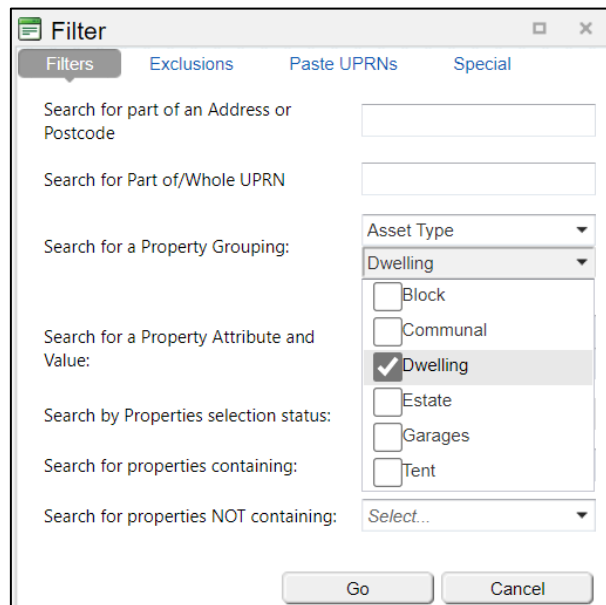 Filter
Filters Exclusions Paste UPRNs Special
Search for part of an Address or
Postcode
Search for Part of/Whole UPRN
Search for a Property Grouping:
Asset Type
Dwelling
Block
Communal
Search for a Property Attribute and
Value:
Dwelling
Estate
Search by Properties selection status:
Garages
Search for properties containing:
Tent
Search for properties NOT containing:
Select...
Go Cancel